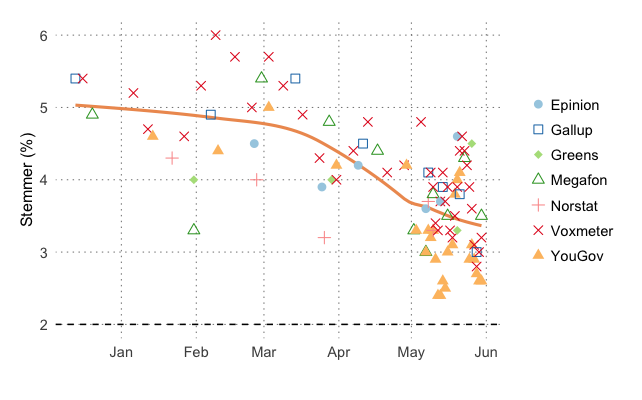 Stemmer (%)
6
5
4
3
2
Jan Feb Mar Apr May Jun
Epinion
Gallup
Greens
Megafon
Norstat
Voxmeter
YouGov